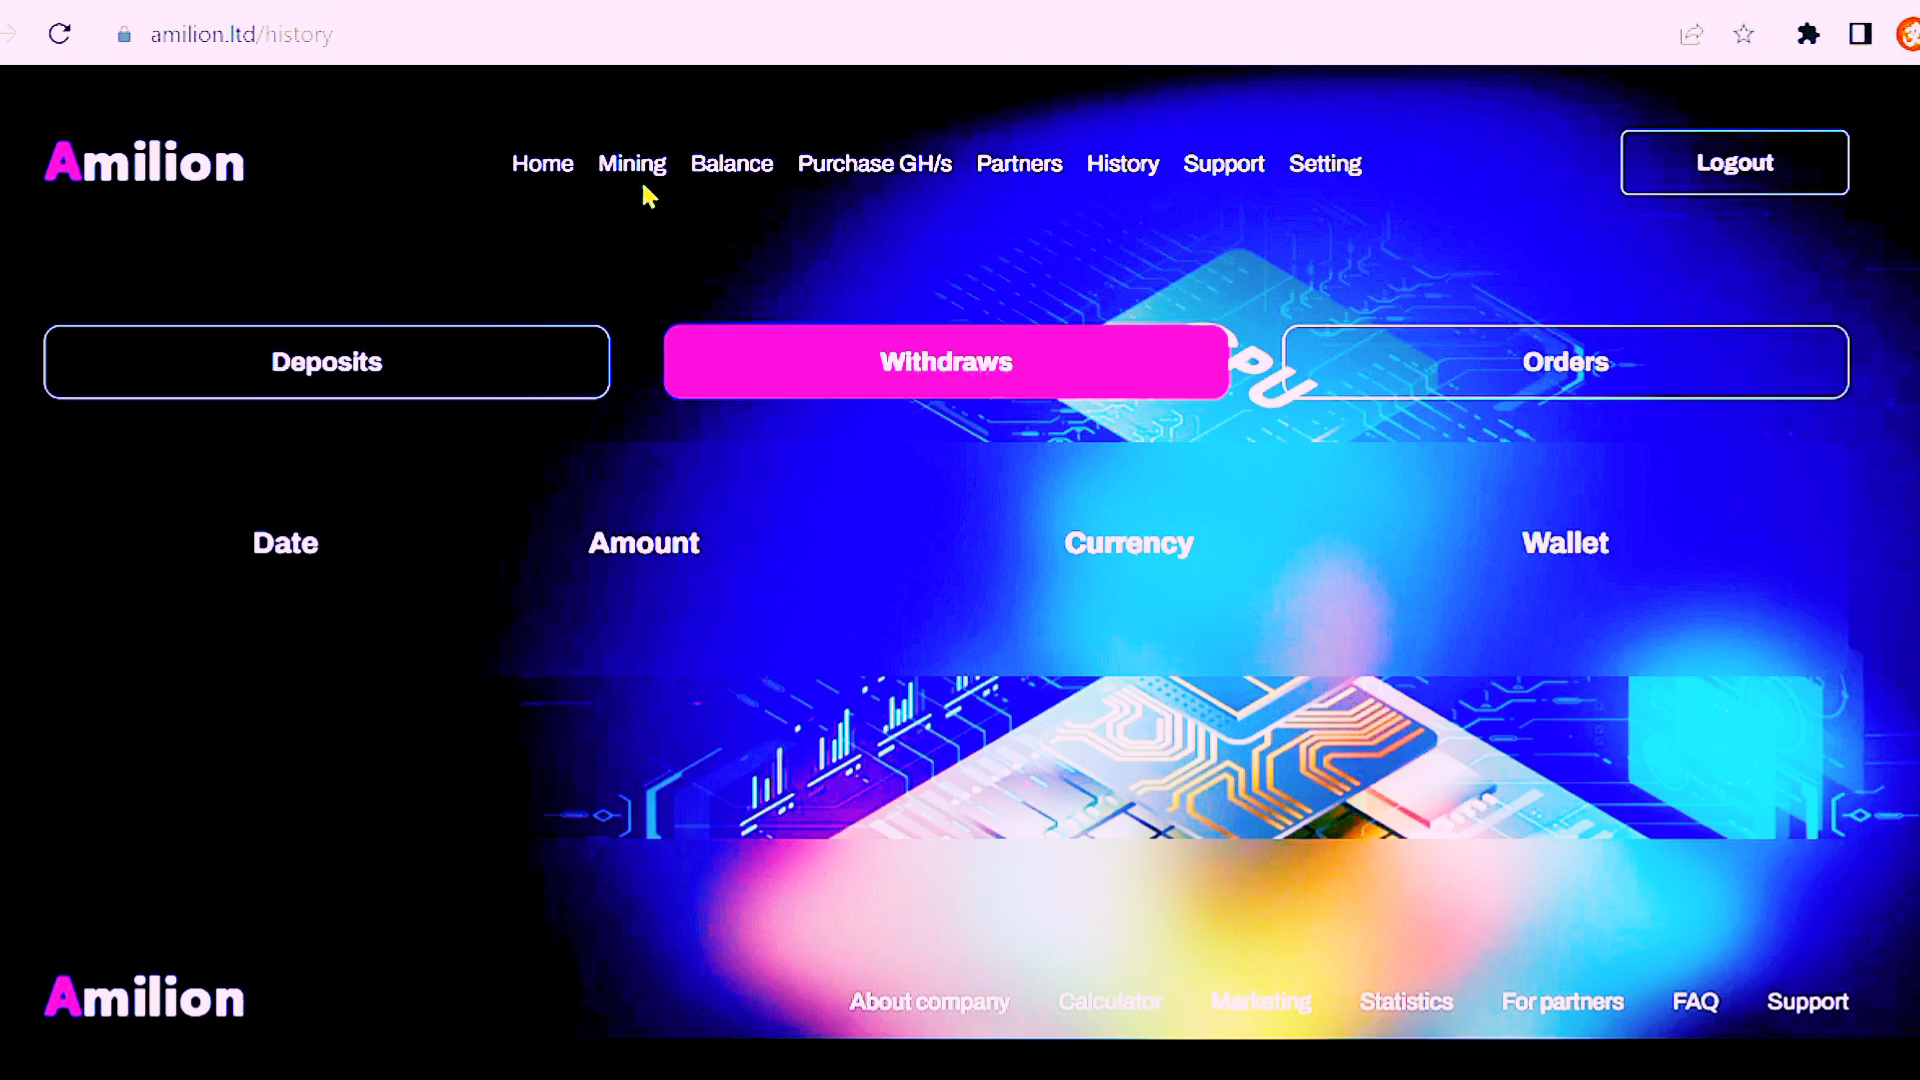 amilion.ltd/history
Amilion
Home Mining Balance Purchase GH/s Partners History Support Setting
Logout
Deposits
Withdraws
PU
Orders
Date Amount Currency Wallet
Amilion
About company Calculator Marketing Statistics For partners FAQ Support